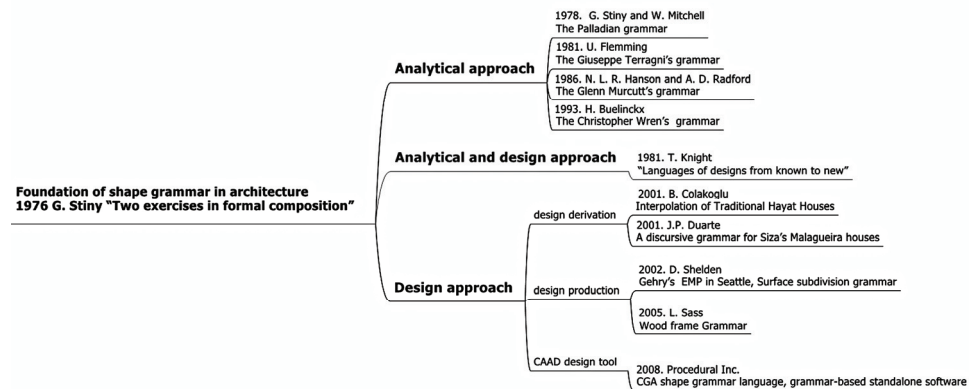 Foundation of shape grammar in architecture
1976 G. Stiny “Two exercises in formal composition”
Analytical approach
1978. G. Stiny and W. Mitchell
The Palladian grammar
1981. U. Flemming
The Giuseppe Terragni’s grammar
1986. N. L. R. Hanson and A. D. Radford
The Glenn Murcutt’s grammar
1993. H. Buelinckx
The Christopher Wren’s grammar
Analytical and design approach
1981. T. Knight
“Languages of designs from known to new”
Design approach
design derivation
2001. B. Colakoglu
Interpolation of Traditional Hayat Houses
2001. J.P. Duarte
A discursive grammar for Siza’s Malagueira houses
design production
2002. D. Shelden
Gehry’s EMP in Seattle, Surface subdivision grammar
2005. L. Sass
Wood frame Grammar
CAAD design tool
2008. Procedural Inc.
CGA shape grammar language, grammar-based standalone software